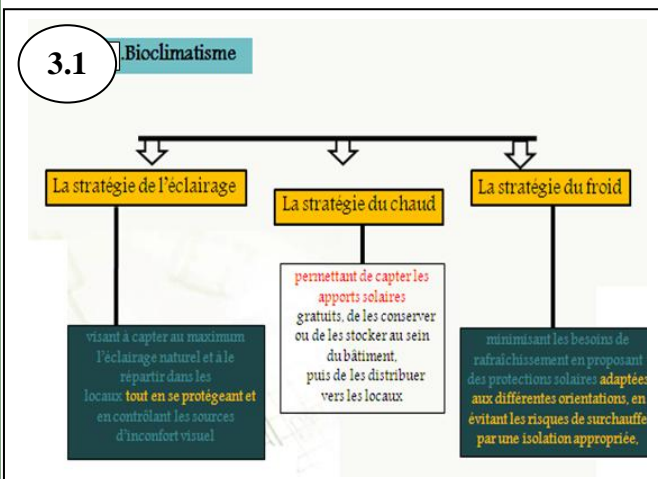 3.1
.Bioclimatisme
La stratégie de l'éclairage
La stratégie du chaud
La stratégie du froid
visant à capter au maximum
l'éclairage naturel et à le
répartir dans les
locaux tout en se protégeant et
en contrôlant les sources
d'inconfort visuel
permettant de capter les
apports solaires
gratuits, de les conserver
ou de les stocker au sein
du bâtiment,
puis de les distribuer
vers les locaux
minimisant les besoins de
rafraîchissement en proposant
des protections solaires adaptées
aux différentes orientations, en
évitant les risques de surchauffe
par une isolation appropriée,